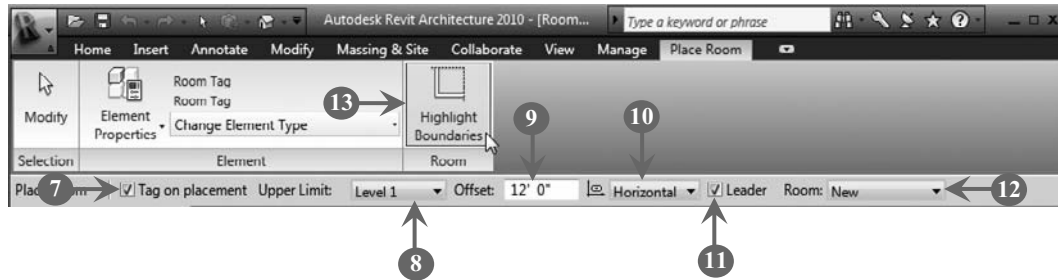 Autodesk Revit Architecture 2010 - [Room... Type a keyword or phrase
Home Insert Annotate Modify Massing & Site Collaborate View Manage Place Room
Modify
Element Properties
Room Tag
Room Tag
Change Element Type
13
Highlight Boundaries
9
10
Selection Element Room
7 Tag on placement Upper Limit: Level 1 Offset: 12' 0" Horizontal Leader Room: New 12
8
11